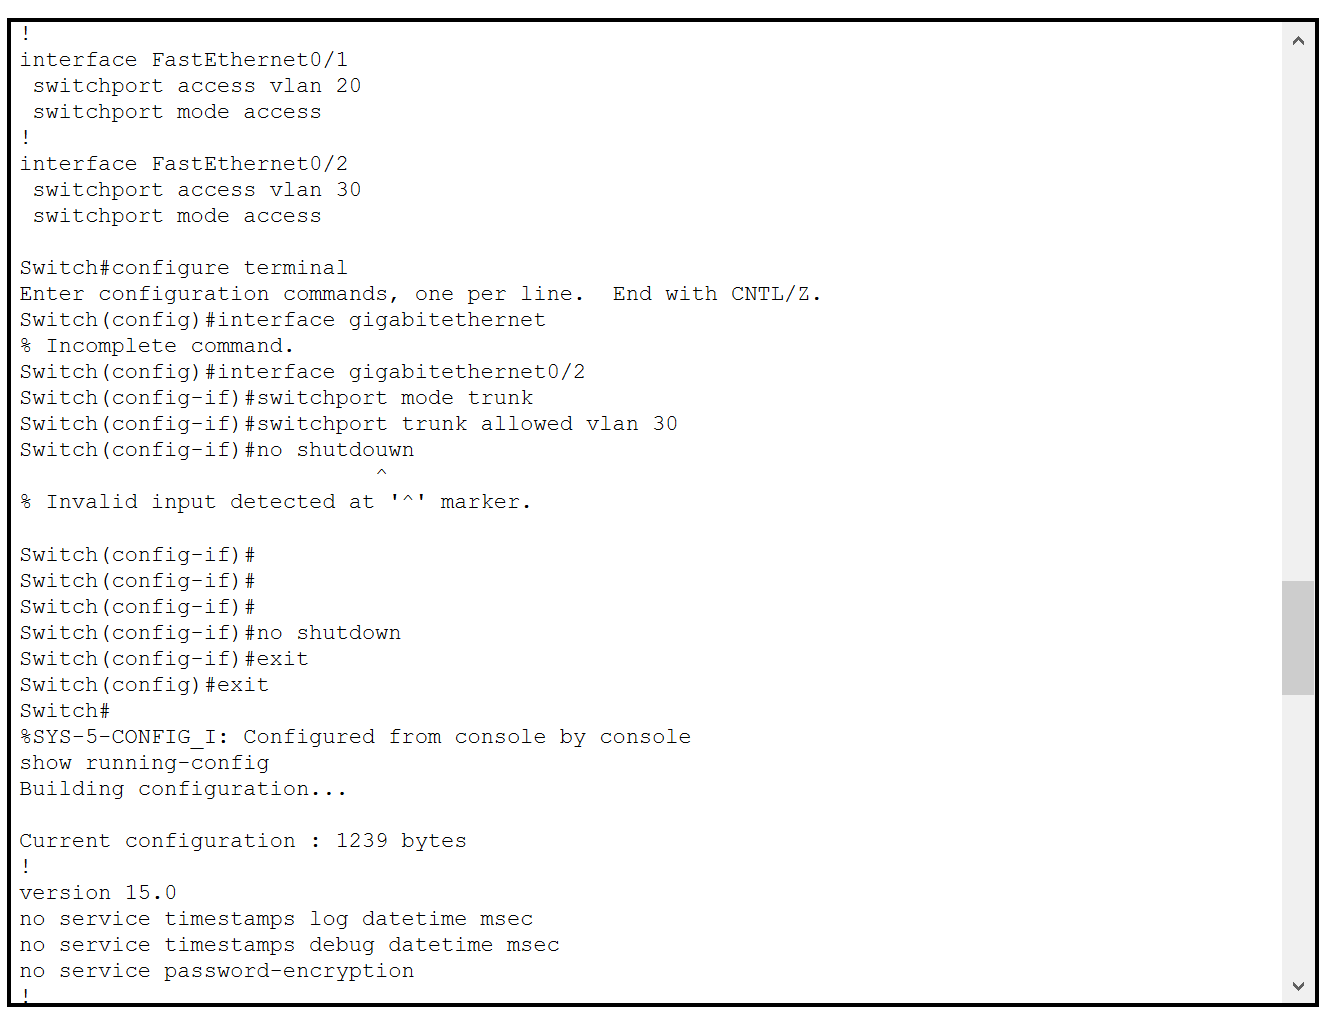 !
interface FastEthernet0/1
 switchport access vlan 20
 switchport mode access
!
interface FastEthernet0/2
 switchport access vlan 30
 switchport mode access

Switch#configure terminal
Enter configuration commands, one per line.  End with CNTL/Z.
Switch(config)#interface gigabitethernet
% Incomplete command.
Switch(config)#interface gigabitethernet0/2
Switch(config-if)#switchport mode trunk
Switch(config-if)#switchport trunk allowed vlan 30
Switch(config-if)#no shutdouwn
                           ^
% Invalid input detected at '^' marker.

Switch(config-if)#
Switch(config-if)#
Switch(config-if)#
Switch(config-if)#no shutdown
Switch(config-if)#exit
Switch(config)#exit
Switch#
%SYS-5-CONFIG_I: Configured from console by console
show running-config
Building configuration...

Current configuration : 1239 bytes
!
version 15.0
no service timestamps log datetime msec
no service timestamps debug datetime msec
no service password-encryption
!